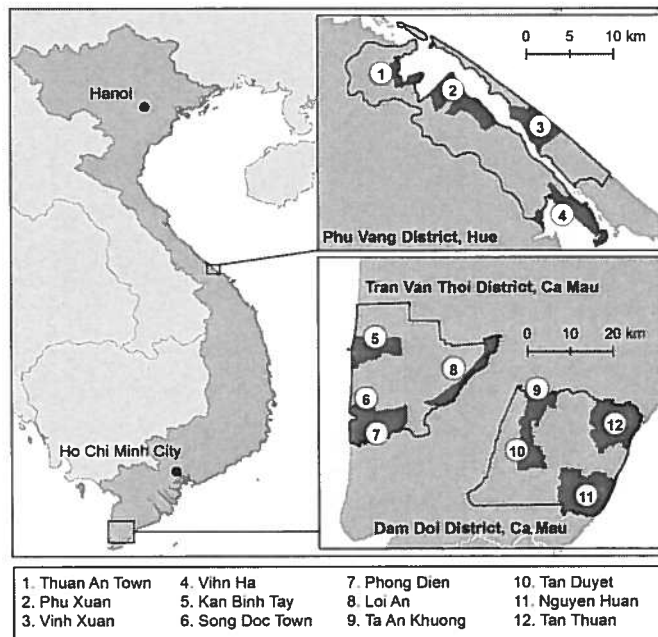 Hanoi
Ho Chi Minh City
0 5 10 km
1
2
3
4
Phu Vang District, Hue
Tran Van Thoi District, Ca Mau
0 10 20 km
5
8
6
7
9
12
10
11
Dam Doi District, Ca Mau
1. Thuan An Town 4. Vihn Ha 7. Phong Dien 10. Tan Duyet
2. Phu Xuan 5. Kan Binh Tay 8. Loi An 11. Nguyen Huan
3. Vinh Xuan 6. Song Doc Town 9. Ta An Khuong 12. Tan Thuan